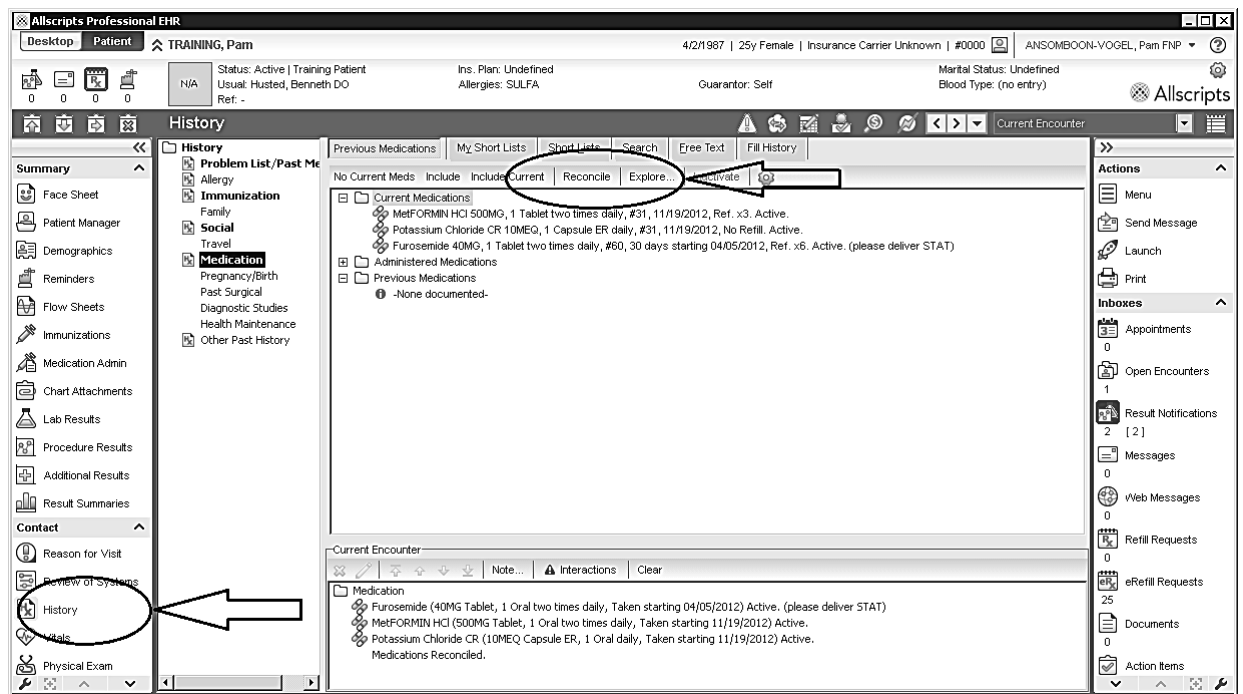 Allscripts Professional EHR
Desktop Patient TRAINING, Pam 4/2/1987 | 25y Female | Insurance Carrier Unknown | #0000 ANSOMBOON-VOGEL, Pam FNP
N/A Status: Active | Training Patient Ins. Plan: Undefined Marital Status: Undefined
Usual: Husted, Benneth DO Allergies: SULFA Guarantor: Self Blood Type: (no entry)
Ref: -
0 0 0 0
Allscripts
History Current Encounter
Summary
Face Sheet
Patient Manager
Demographics
Reminders
Flow Sheets
Immunizations
Medication Admin
Chart Attachments
Lab Results
Procedure Results
Additional Results
Result Summaries
Contact
Reason for Visit
Review of Systems
History
Vitals
Physical Exam
History
Problem List/Past Me
Allergy
Immunization
Family
Social
Travel
Medication
Pregnancy/Birth
Past Surgical
Diagnostic Studies
Health Maintenance
Other Past History
Previous Medications My Short Lists Short Lists Search Free Text Fill History
No Current Meds Include Include Current Reconcile Explore... Inactivate
Current Medications
MetFORMIN HCl 500MG, 1 Tablet two times daily, #31, 11/19/2012, Ref. x3. Active.
Potassium Chloride CR 10MEQ, 1 Capsule ER daily, #31, 11/19/2012, No Refill. Active.
Furosemide 40MG, 1 Tablet two times daily, #60, 30 days starting 04/05/2012, Ref. x6. Active. (please deliver STAT)
Administered Medications
Previous Medications
-None documented-
Current Encounter
Note... Interactions Clear
Medication
Furosemide (40MG Tablet, 1 Oral two times daily, Taken starting 04/05/2012) Active. (please deliver STAT)
MetFORMIN HCl (500MG Tablet, 1 Oral two times daily, Taken starting 11/19/2012) Active.
Potassium Chloride CR (10MEQ Capsule ER, 1 Oral daily, Taken starting 11/19/2012) Active.
Medications Reconciled.
Actions
Menu
Send Message
Launch
Print
Inboxes
Appointments
0
Open Encounters
1
Result Notifications
2 [ 2 ]
Messages
0
Web Messages
0
Refill Requests
0
eRefill Requests
25
Documents
0
Action Items